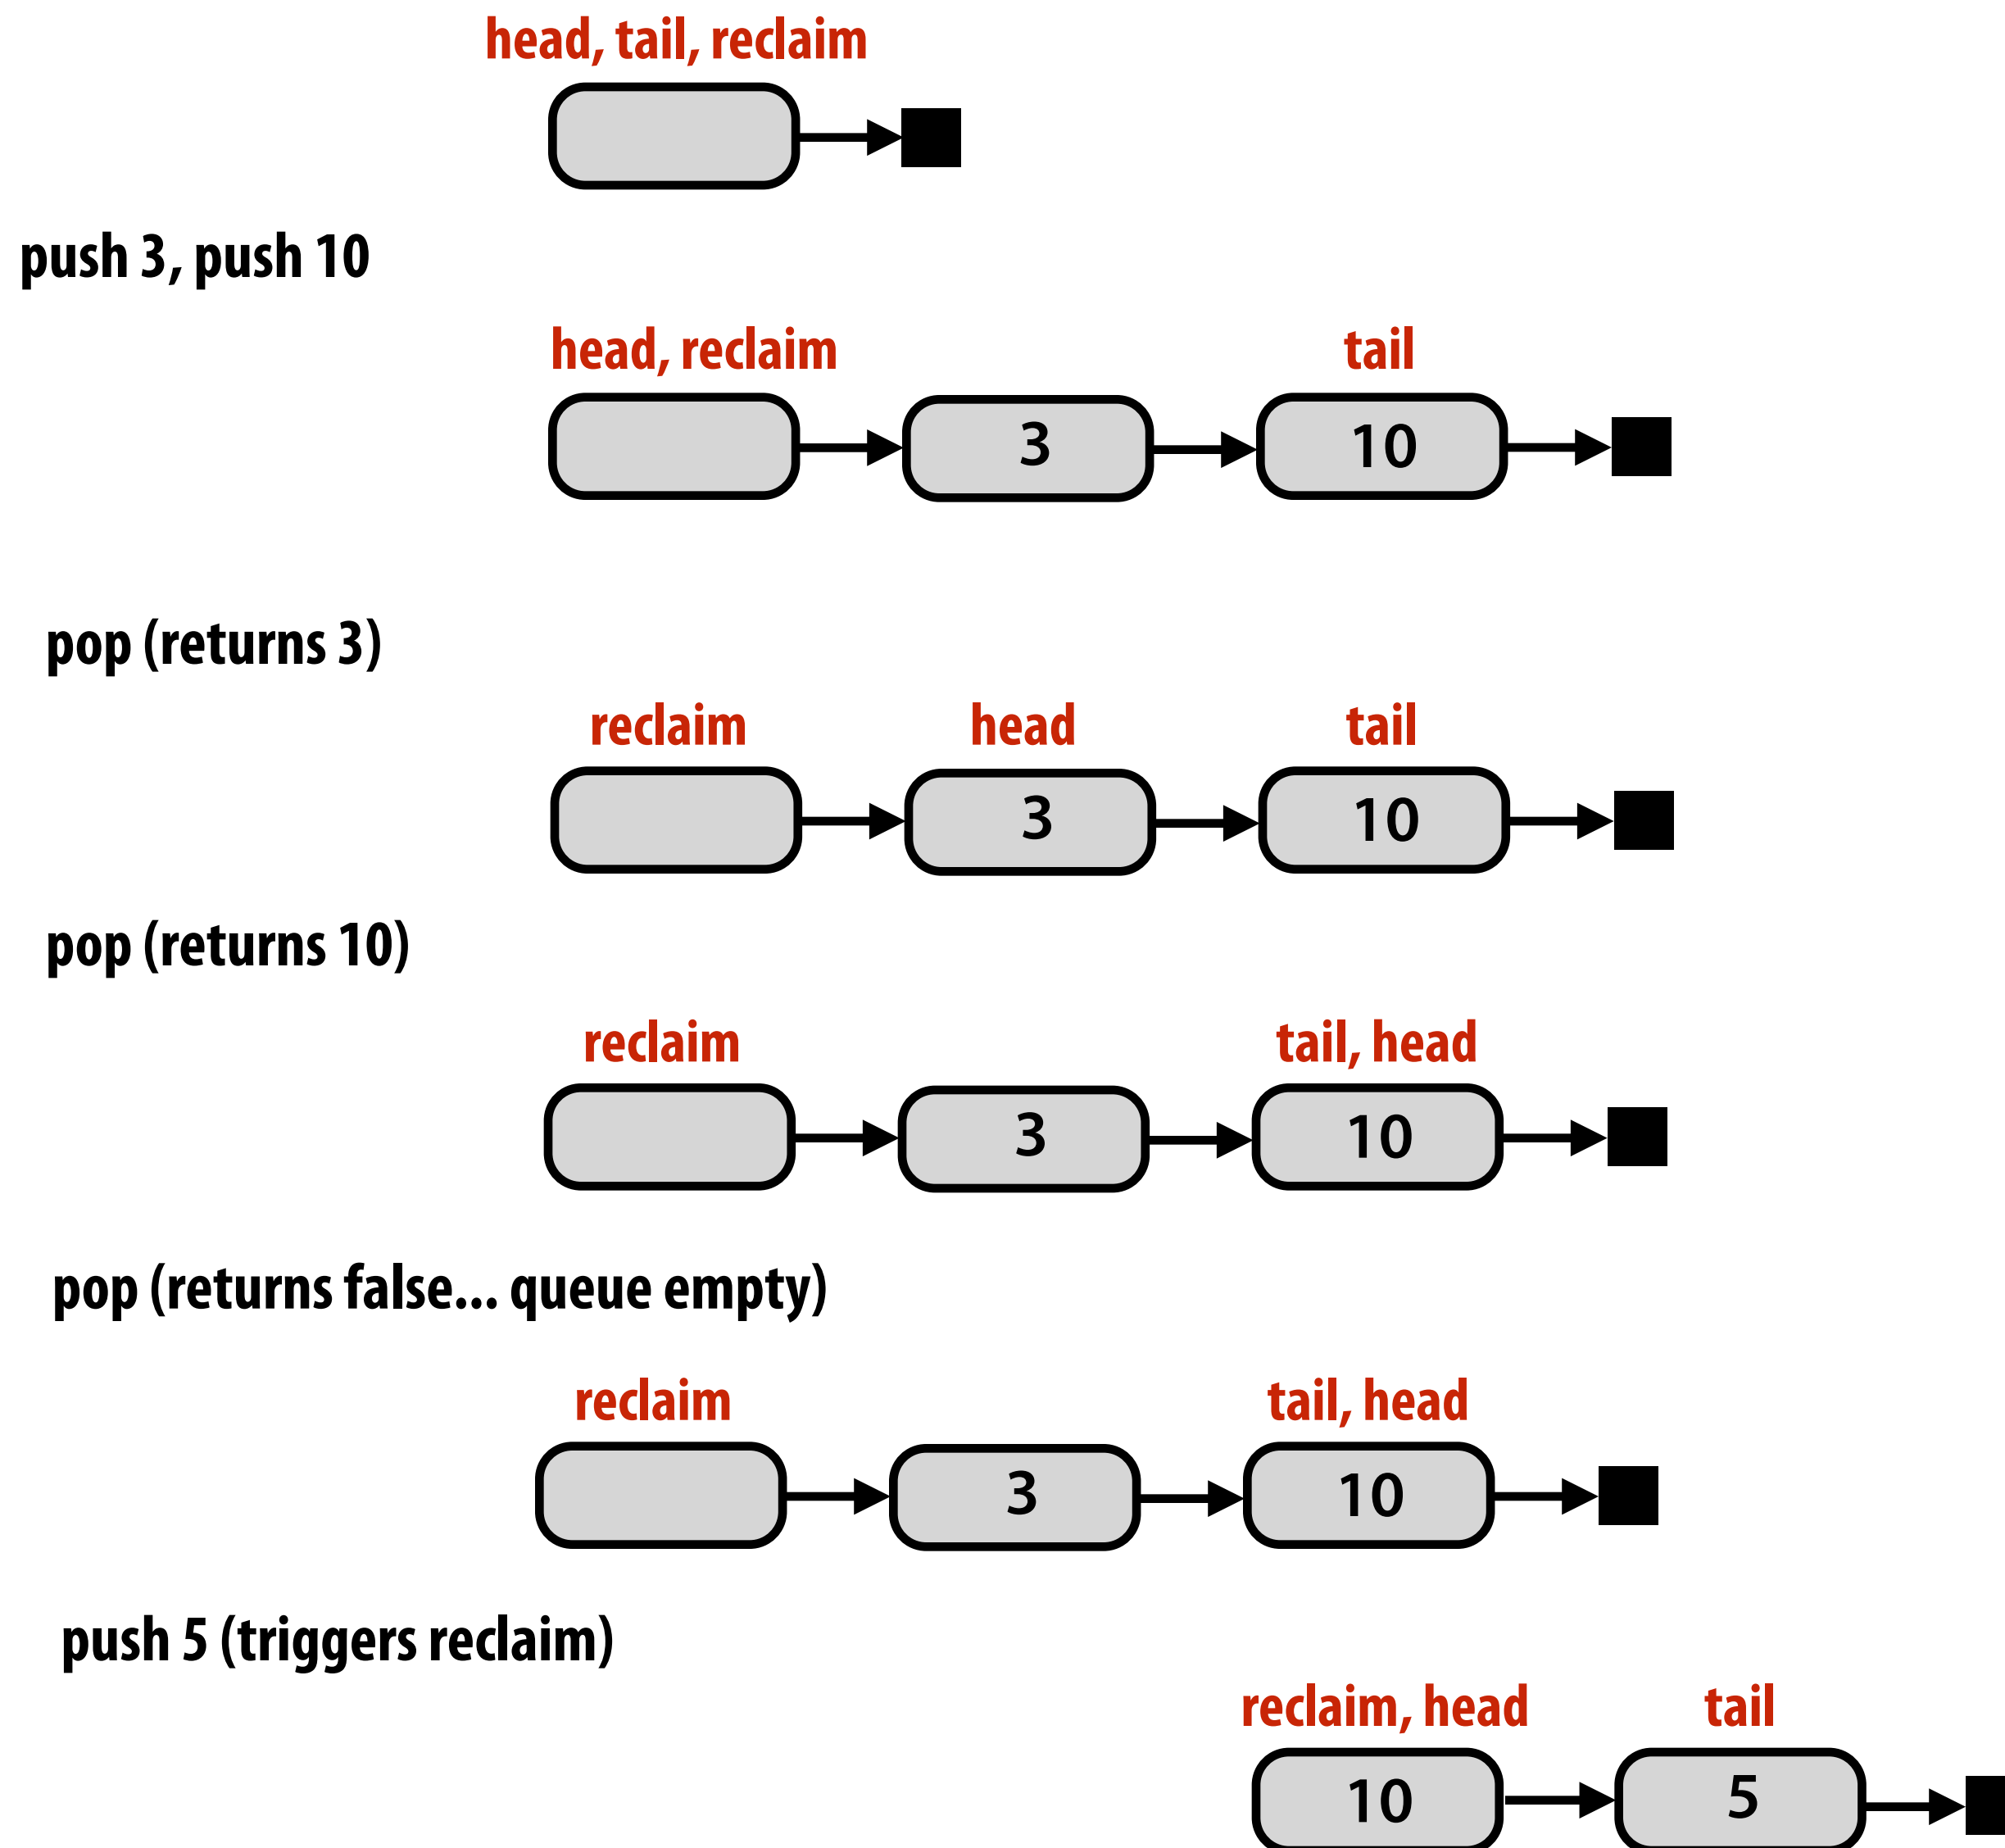 head, tail, reclaim
push 3, push 10
head, reclaim tail
3 10
pop (returns 3)
reclaim head tail
3 10
pop (returns 10)
reclaim tail, head
3 10
pop (returns false... queue empty)
reclaim tail, head
3 10
push 5 (triggers reclaim)
reclaim, head tail
10 5